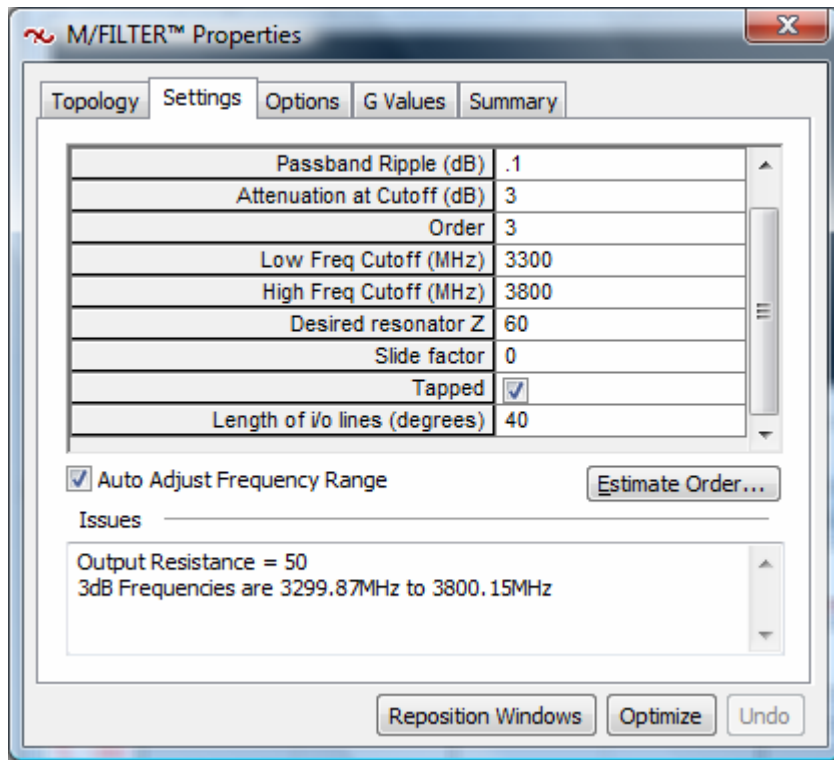 M/FILTER™ Properties
Topology Settings Options G Values Summary
Passband Ripple (dB) .1
Attenuation at Cutoff (dB) 3
Order 3
Low Freq Cutoff (MHz) 3300
High Freq Cutoff (MHz) 3800
Desired resonator Z 60
Slide factor 0
Tapped
Length of i/o lines (degrees) 40
Auto Adjust Frequency Range Estimate Order...
Issues
Output Resistance = 50
3dB Frequencies are 3299.87MHz to 3800.15MHz
Reposition Windows Optimize Undo